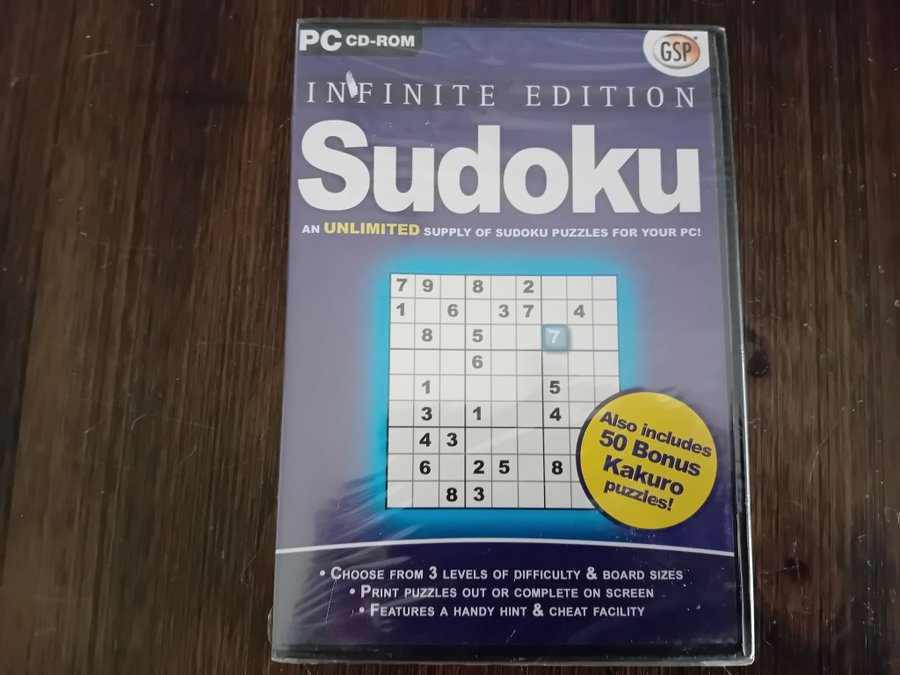 PC CD-ROM
GSP
INFINITE EDITION
Sudoku
AN UNLIMITED SUPPLY OF SUDOKU PUZZLES FOR YOUR PC!
7 9 8 2
1 6 3 7 4
8 5 7
6
1 5
3 1 4
4 3
6 2 5 8
8 3
Also includes
50 Bonus
Kakuro
puzzles!
• CHOOSE FROM 3 LEVELS OF DIFFICULTY & BOARD SIZES
• PRINT PUZZLES OUT OR COMPLETE ON SCREEN
• FEATURES A HANDY HINT & CHEAT FACILITY